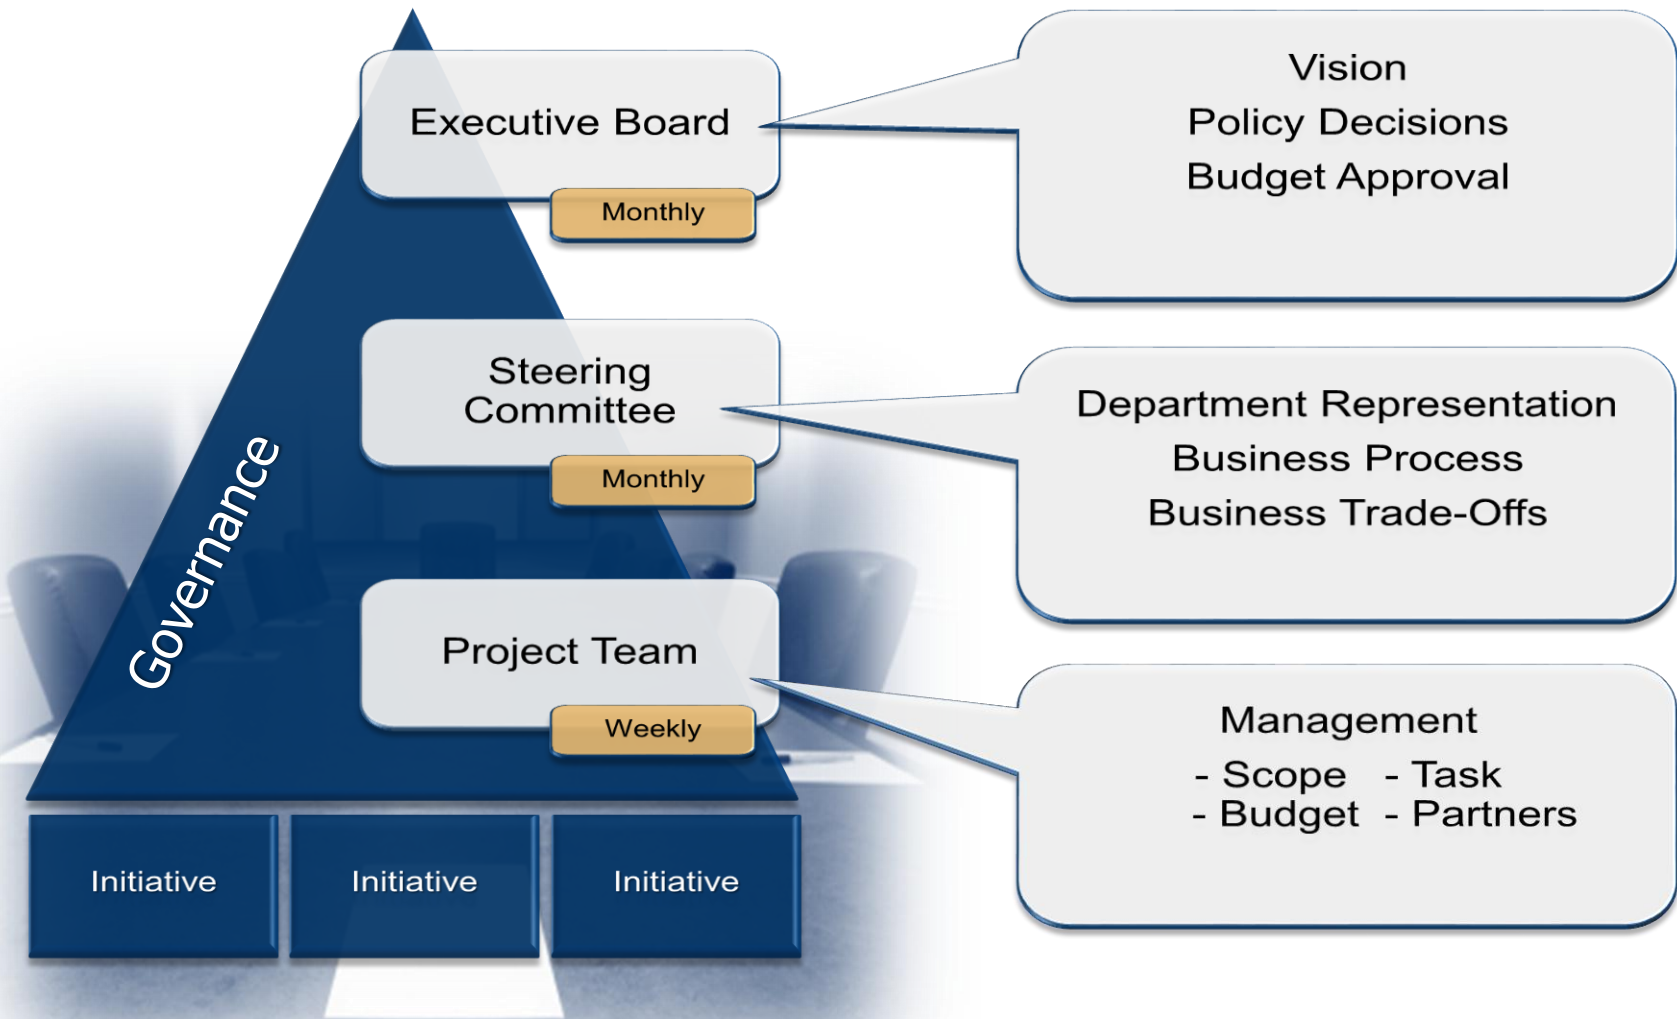 Executive Board
Monthly
Vision
Policy Decisions
Budget Approval
Steering
Committee
Monthly
Department Representation
Business Process
Business Trade-Offs
Governance
Project Team
Weekly
Management
- Scope - Task
- Budget - Partners
Initiative
Initiative
Initiative